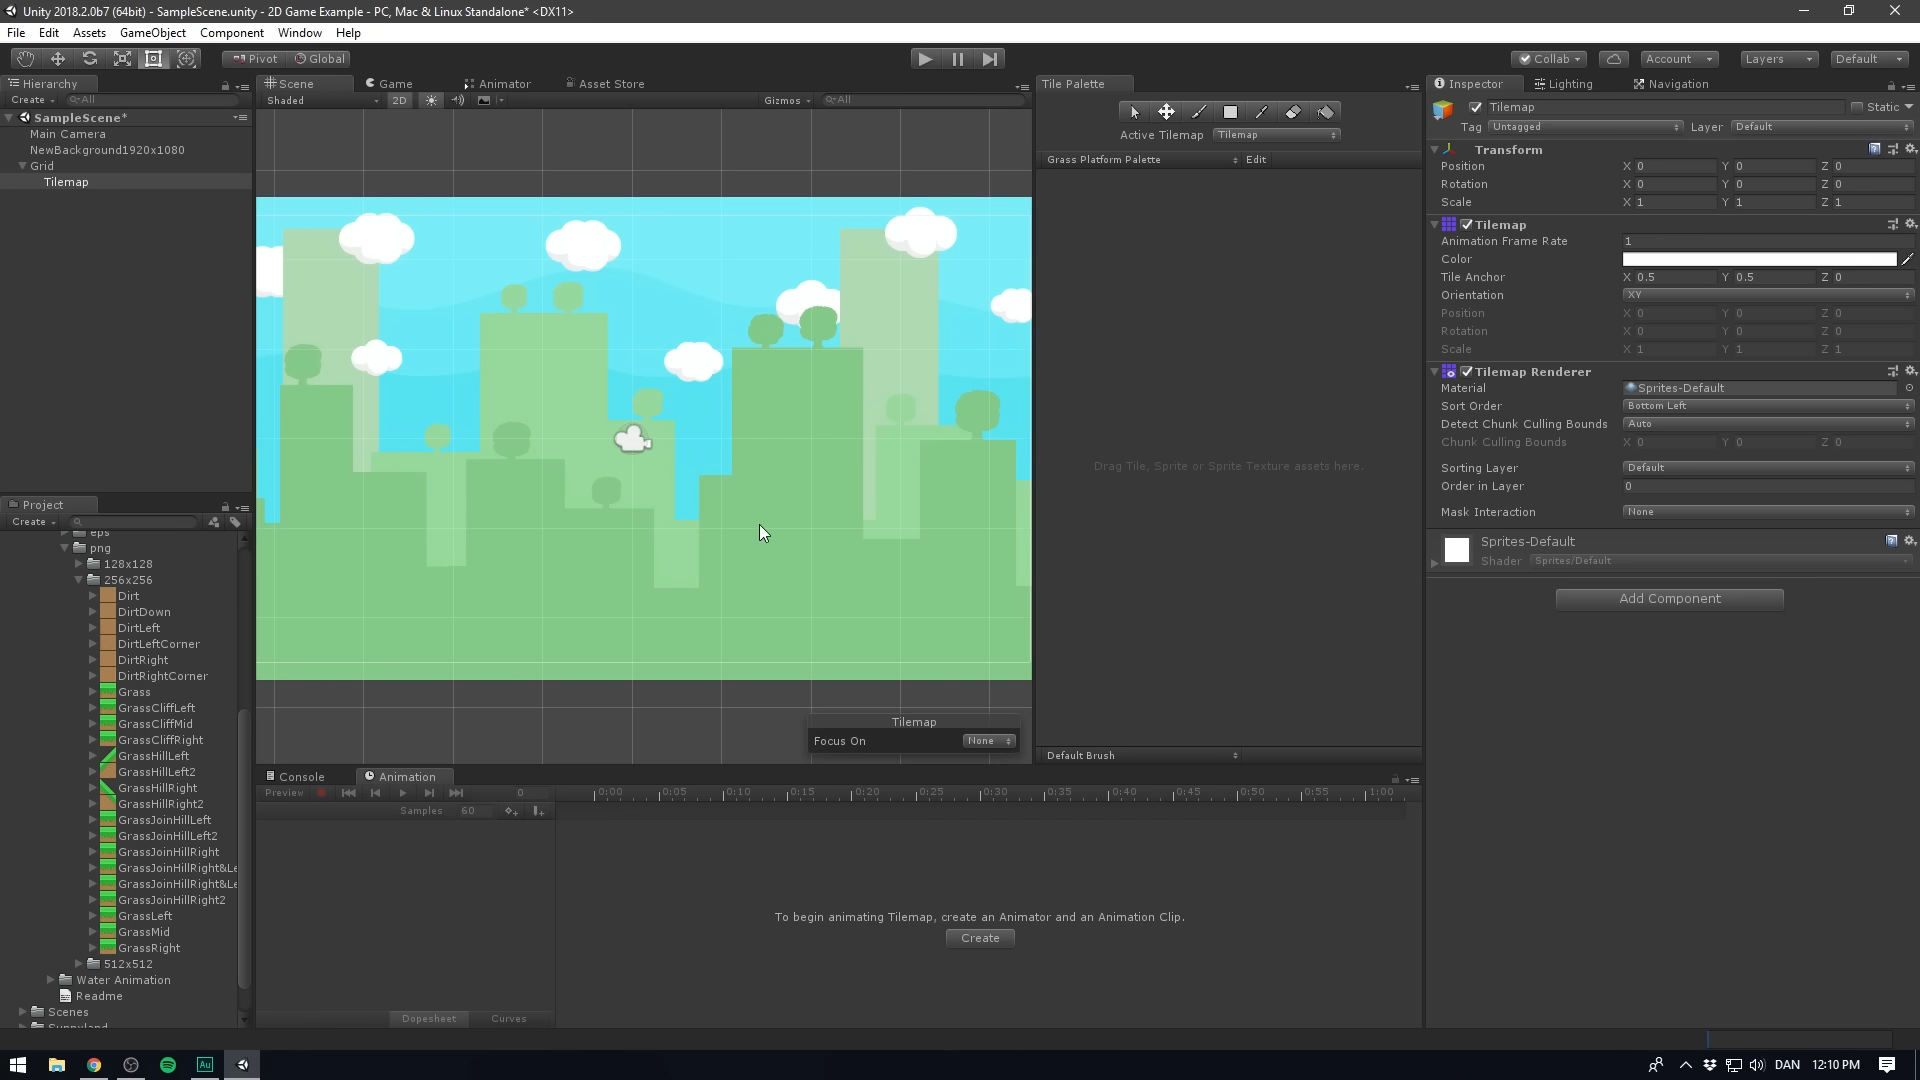 Unity 2018.2.0b7 (64bit) - SampleScene.unity - 2D Game Example - PC, Mac & Linux Standalone* <DX11>
File Edit Assets GameObject Component Window Help
Pivot Global Collab Account Layers Default
Hierarchy
Create All
SampleScene*
Main Camera
NewBackground1920x1080
Grid
Tilemap
Scene Game Animator Asset Store
Shaded 2D Gizmos All
Tile Palette
Active Tilemap Tilemap
Grass Platform Palette Edit
Drag Tile, Sprite or Sprite Texture assets here.
Default Brush
Tilemap
Focus On None
Inspector Lighting Navigation
Tilemap Static
Tag Untagged Layer Default
Transform
Position X 0 Y 0 Z 0
Rotation X 0 Y 0 Z 0
Scale X 1 Y 1 Z 1
Tilemap
Animation Frame Rate 1
Color
Tile Anchor X 0.5 Y 0.5 Z 0
Orientation XY
Position X 0 Y 0 Z 0
Rotation X 0 Y 0 Z 0
Scale X 1 Y 1 Z 1
Tilemap Renderer
Material Sprites-Default
Sort Order Bottom Left
Detect Chunk Culling Bounds Auto
Chunk Culling Bounds X 0 Y 0 Z 0
Sorting Layer Default
Order in Layer 0
Mask Interaction None
Sprites-Default
Shader Sprites/Default
Add Component
Project
Create
eps
png
128x128
256x256
Dirt
DirtDown
DirtLeft
DirtLeftCorner
DirtRight
DirtRightCorner
Grass
GrassCliffLeft
GrassCliffMid
GrassCliffRight
GrassHillLeft
GrassHillLeft2
GrassHillRight
GrassHillRight2
GrassJoinHillLeft
GrassJoinHillLeft2
GrassJoinHillRight
GrassJoinHillRight&Le
GrassJoinHillRight&Le
GrassJoinHillRight2
GrassLeft
GrassMid
GrassRight
512x512
Water Animation
Readme
Scenes
Sunnyland
Console Animation
Preview 0 0:00 0:05 0:10 0:15 0:20 0:25 0:30 0:35 0:40 0:45 0:50 0:55 1:00
Samples 60
To begin animating Tilemap, create an Animator and an Animation Clip.
Create
Dopesheet Curves
Au DAN 12:10 PM